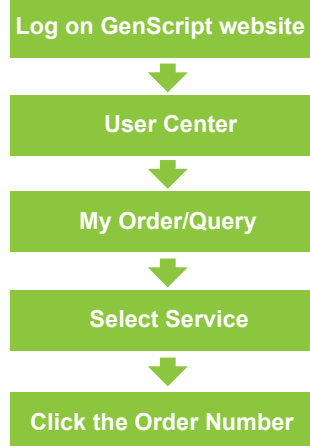 Log on GenScript website
User Center
My Order/Query
Select Service
Click the Order Number